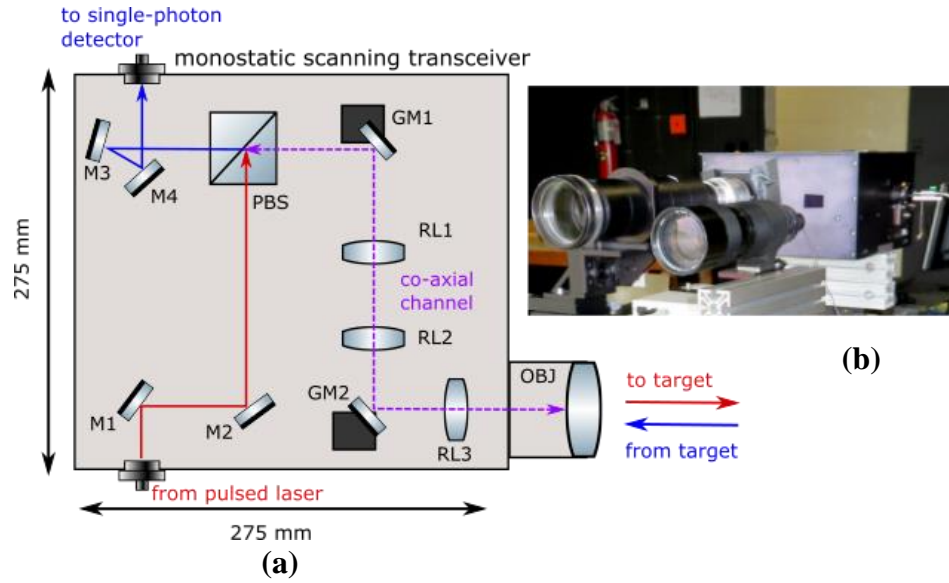 to single-photon
detector
monostatic scanning transceiver
GM1
M3
M4
PBS
RL1
co-axial
channel
RL2
275 mm
OBJ
to target
GM2
M1
M2
RL3
from target
from pulsed laser
275 mm
(a)
(b)